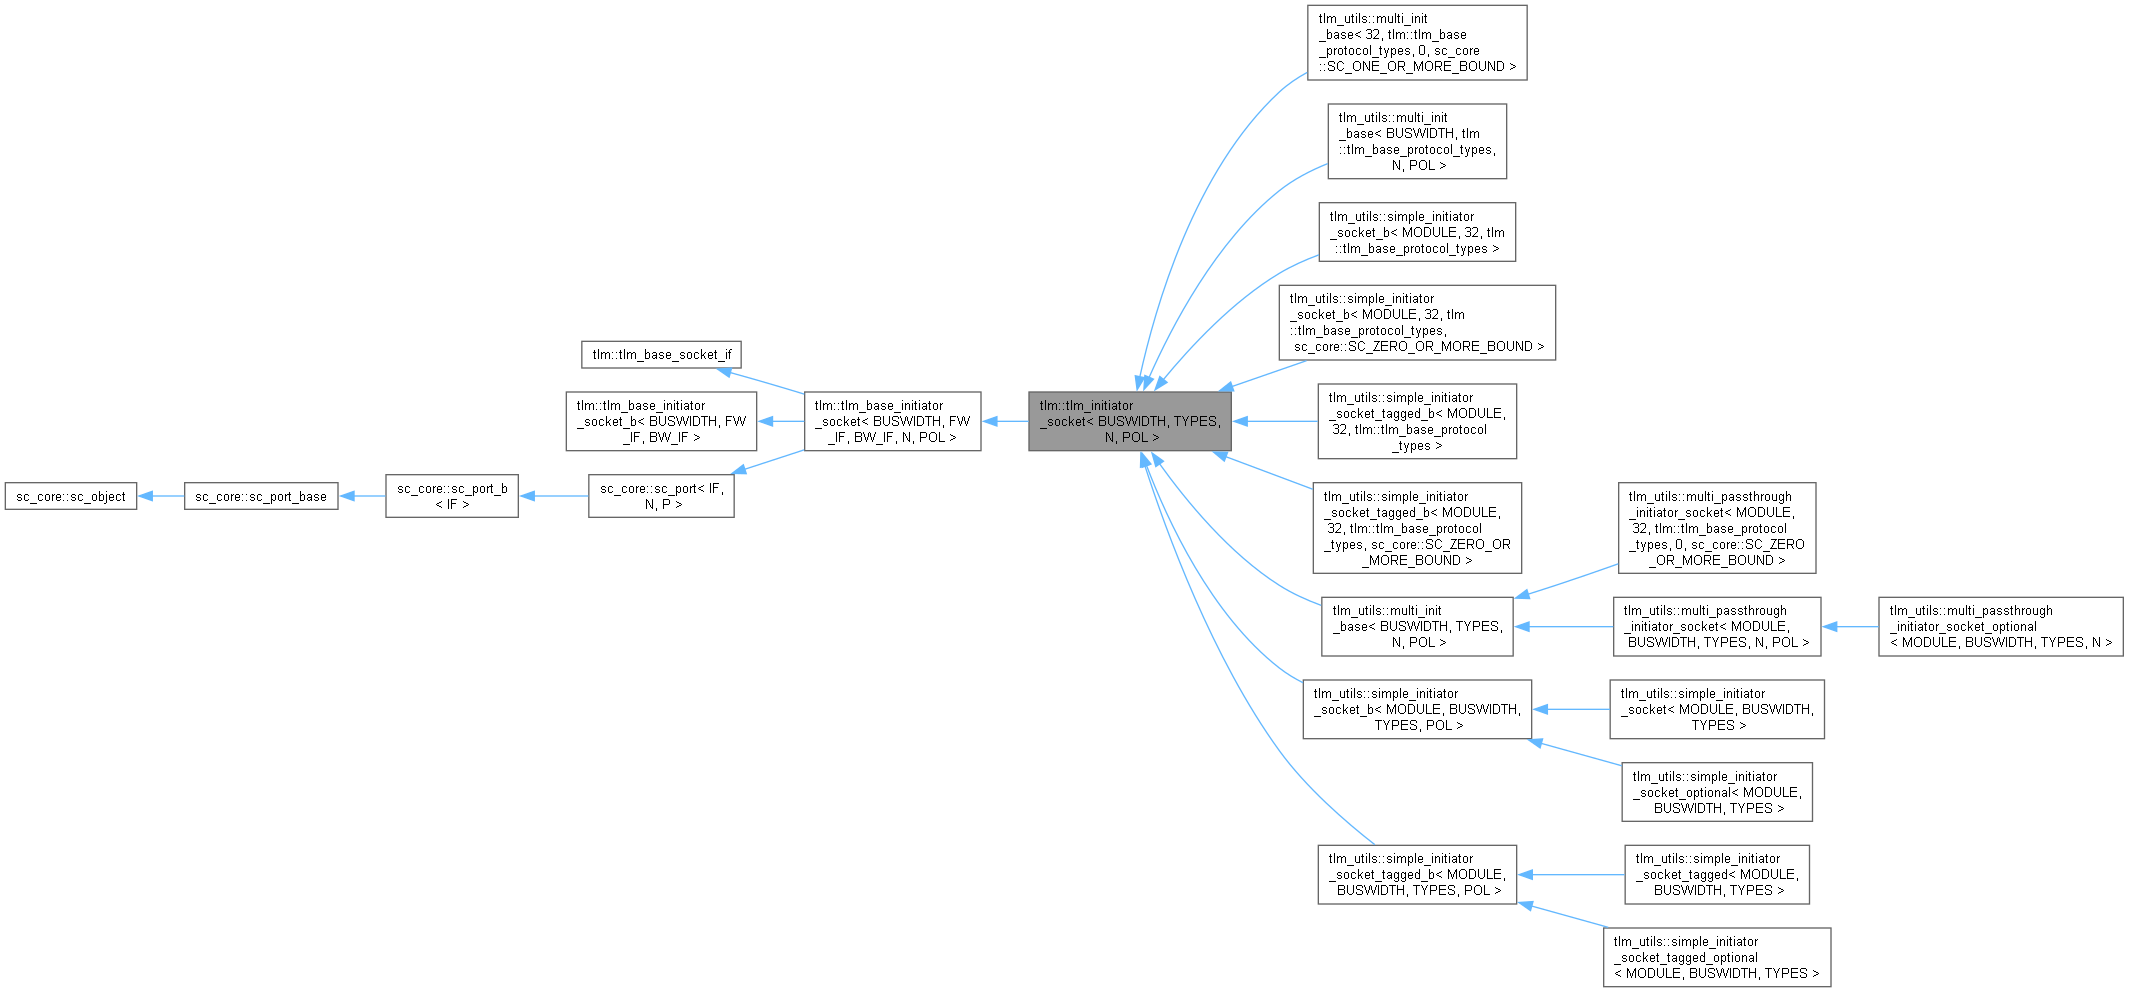 sc_core::sc_object
sc_core::sc_port_base
sc_core::sc_port_b
< IF >
sc_core::sc_port< IF,
N, P >
tlm::tlm_base_socket_if
tlm::tlm_base_initiator
_socket_b< BUSWIDTH, FW
_IF, BW_IF >
tlm::tlm_base_initiator
_socket< BUSWIDTH, FW
_IF, BW_IF, N, POL >
tlm::tlm_initiator
_socket< BUSWIDTH, TYPES,
N, POL >
tlm_utils::multi_init
_base< 32, tlm::tlm_base
_protocol_types, 0, sc_core
::SC_ONE_OR_MORE_BOUND >
tlm_utils::multi_init
_base< BUSWIDTH, tlm
::tlm_base_protocol_types,
N, POL >
tlm_utils::simple_initiator
_socket_b< MODULE, 32, tlm
::tlm_base_protocol_types >
tlm_utils::simple_initiator
_socket_b< MODULE, 32, tlm
::tlm_base_protocol_types,
sc_core::SC_ZERO_OR_MORE_BOUND >
tlm_utils::simple_initiator
_socket_tagged_b< MODULE,
32, tlm::tlm_base_protocol
_types >
tlm_utils::simple_initiator
_socket_tagged_b< MODULE,
32, tlm::tlm_base_protocol
_types, sc_core::SC_ZERO_OR
_MORE_BOUND >
tlm_utils::multi_init
_base< BUSWIDTH, TYPES,
N, POL >
tlm_utils::multi_passthrough
_initiator_socket< MODULE,
32, tlm::tlm_base_protocol
_types, 0, sc_core::SC_ZERO
_OR_MORE_BOUND >
tlm_utils::multi_passthrough
_initiator_socket< MODULE,
BUSWIDTH, TYPES, N, POL >
tlm_utils::multi_passthrough
_initiator_socket_optional
< MODULE, BUSWIDTH, TYPES, N >
tlm_utils::simple_initiator
_socket_b< MODULE, BUSWIDTH,
TYPES, POL >
tlm_utils::simple_initiator
_socket< MODULE, BUSWIDTH,
TYPES >
tlm_utils::simple_initiator
_socket_optional< MODULE,
BUSWIDTH, TYPES >
tlm_utils::simple_initiator
_socket_tagged_b< MODULE,
BUSWIDTH, TYPES, POL >
tlm_utils::simple_initiator
_socket_tagged< MODULE,
BUSWIDTH, TYPES >
tlm_utils::simple_initiator
_socket_tagged_optional
< MODULE, BUSWIDTH, TYPES >